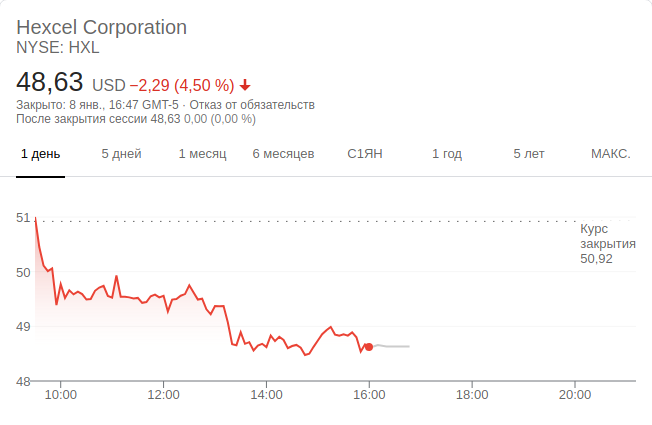 Hexcel Corporation
NYSE: HXL
48,63 USD −2,29 (4,50 %)
Закрыто: 8 янв., 16:47 GMT-5 · Отказ от обязательств
После закрытия сессии 48,63 0,00 (0,00 %)
1 день 5 дней 1 месяц 6 месяцев С1ЯН 1 год 5 лет МАКС.
51
Курс
закрытия
50,92
50
49
48
10:00 12:00 14:00 16:00 18:00 20:00